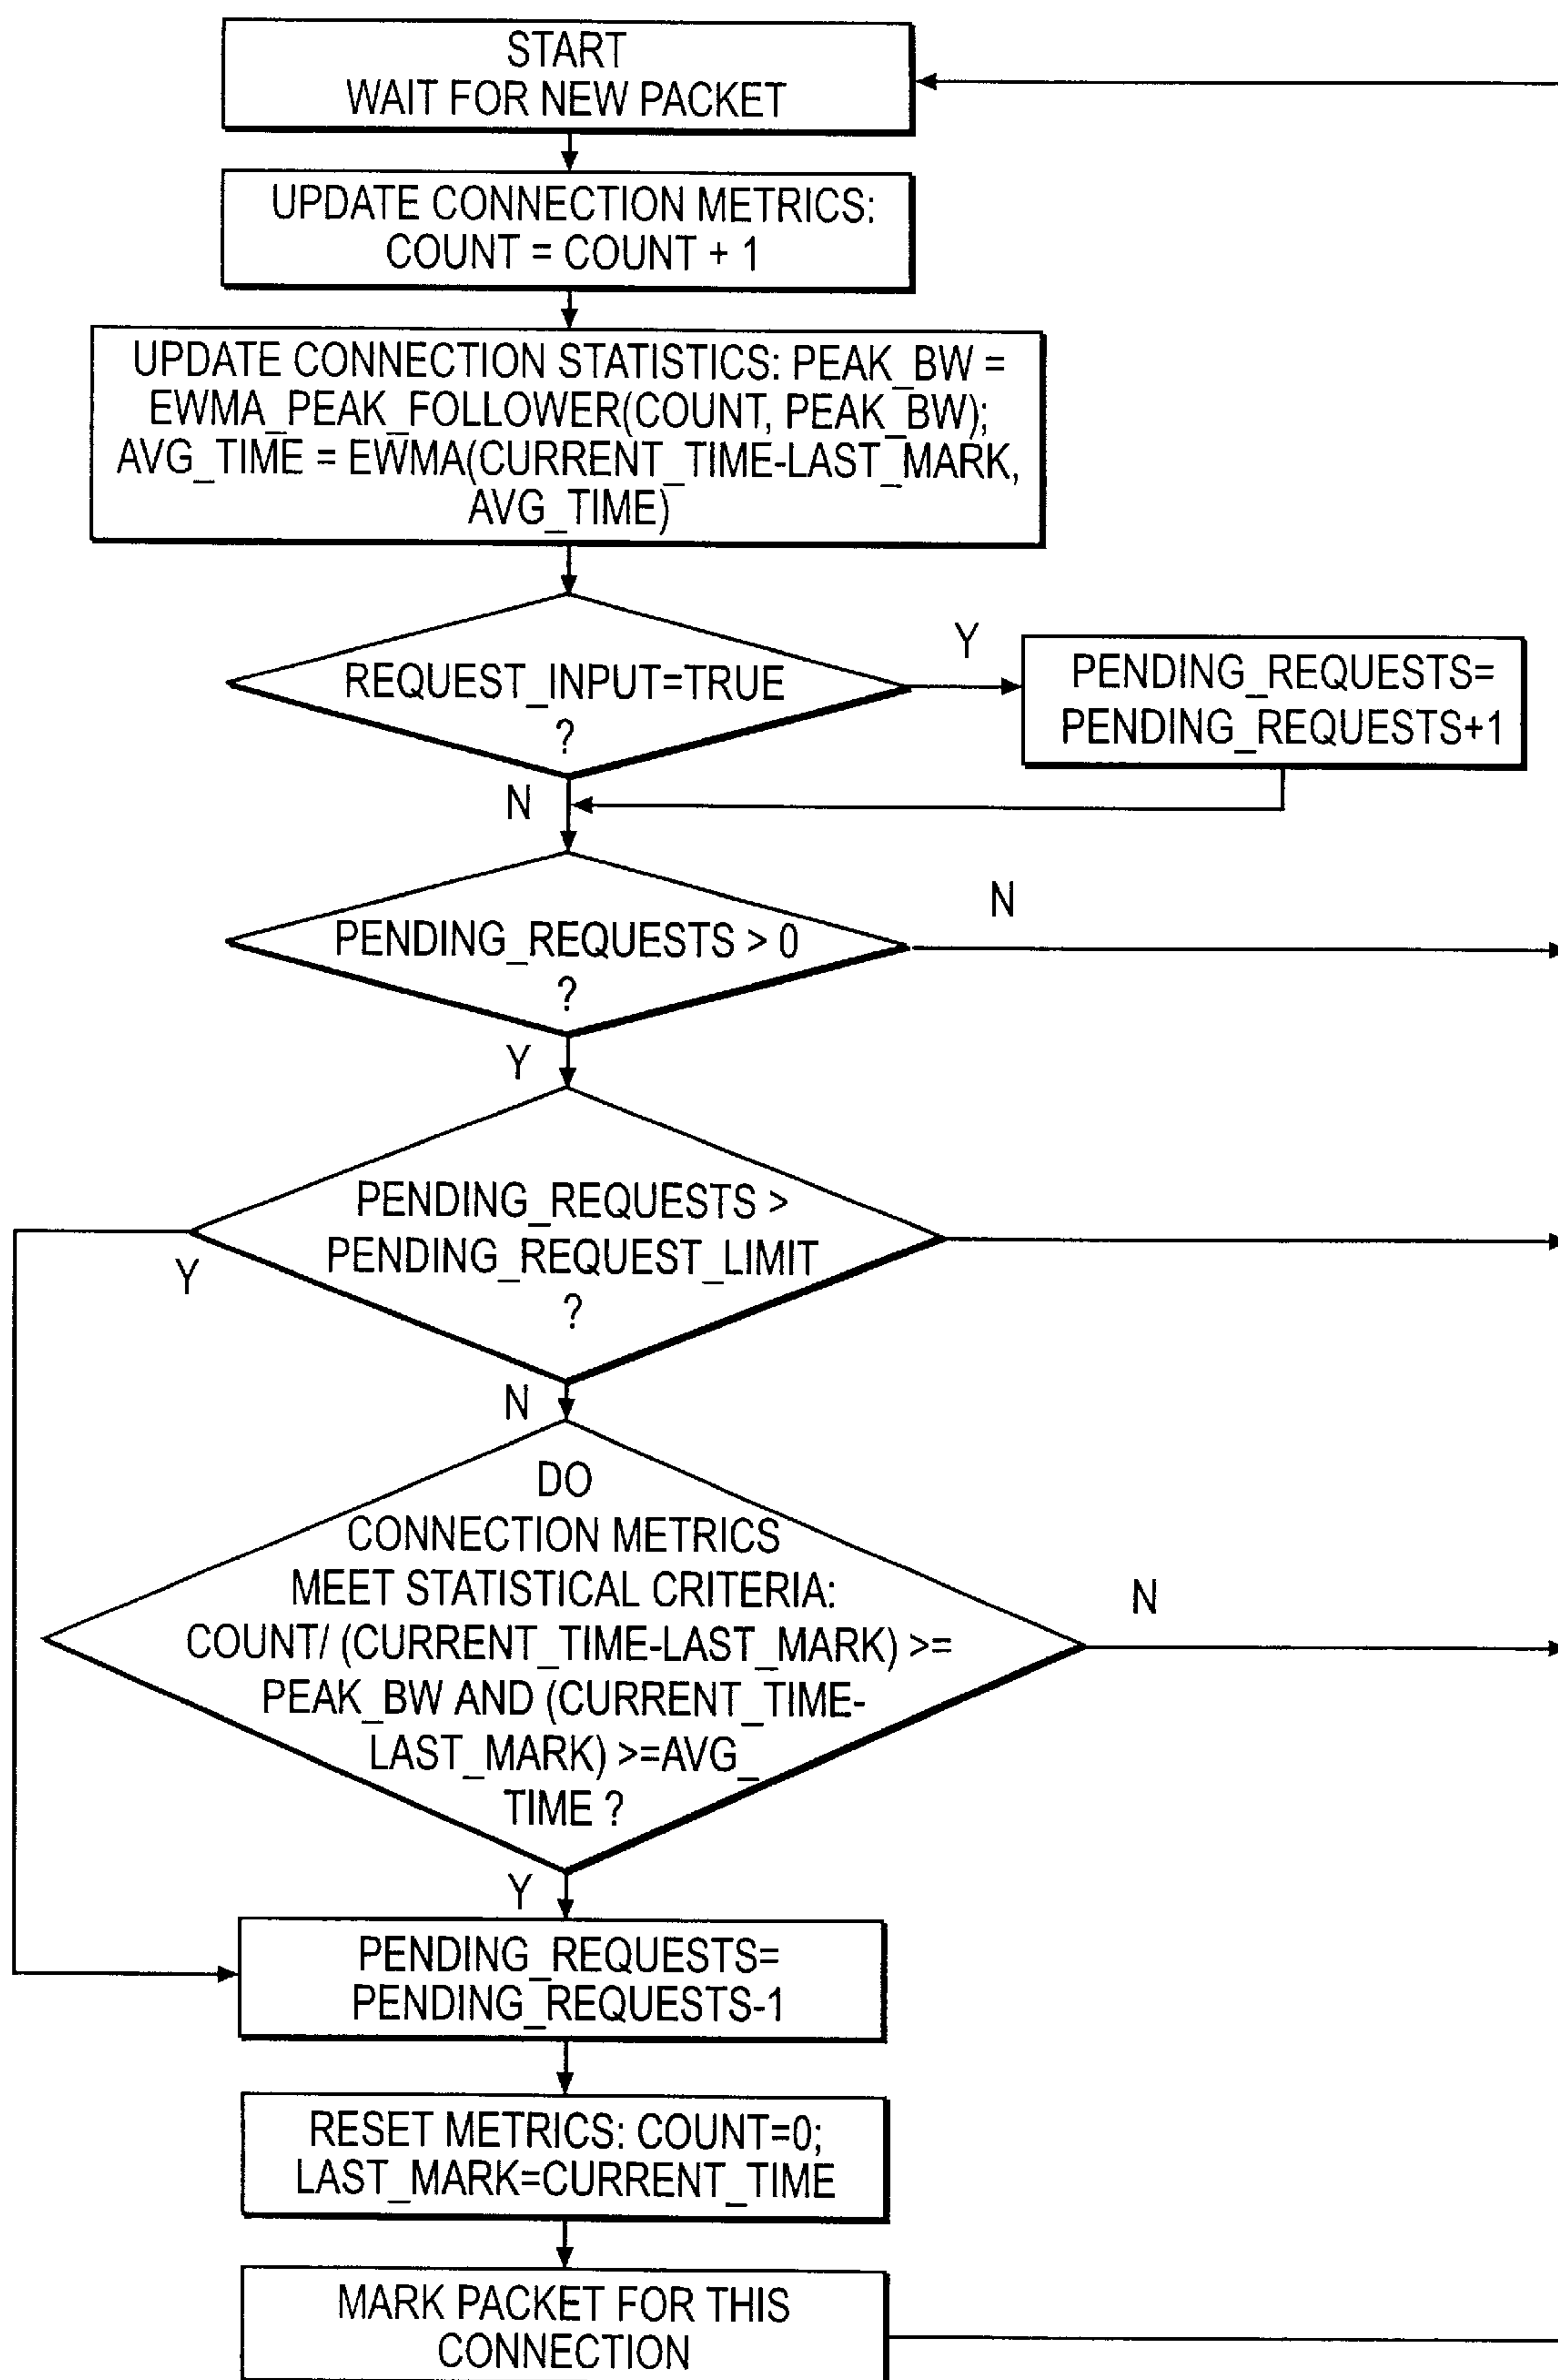 START
WAIT FOR NEW PACKET
UPDATE CONNECTION METRICS:
COUNT = COUNT + 1
UPDATE CONNECTION STATISTICS: PEAK_BW =
EWMA_PEAK_FOLLOWER(COUNT, PEAK_BW);
AVG_TIME = EWMA(CURRENT_TIME-LAST_MARK,
AVG_TIME)
REQUEST_INPUT=TRUE
?
Y
PENDING_REQUESTS=
PENDING_REQUESTS+1
N
PENDING_REQUESTS > 0
?
N
Y
PENDING_REQUESTS >
PENDING_REQUEST_LIMIT
?
Y
N
DO
CONNECTION METRICS
MEET STATISTICAL CRITERIA:
COUNT/ (CURRENT_TIME-LAST_MARK) >=
PEAK_BW AND (CURRENT_TIME-
LAST_MARK) >=AVG_
TIME ?
N
Y
PENDING_REQUESTS=
PENDING_REQUESTS-1
RESET METRICS: COUNT=0;
LAST_MARK=CURRENT_TIME
MARK PACKET FOR THIS
CONNECTION